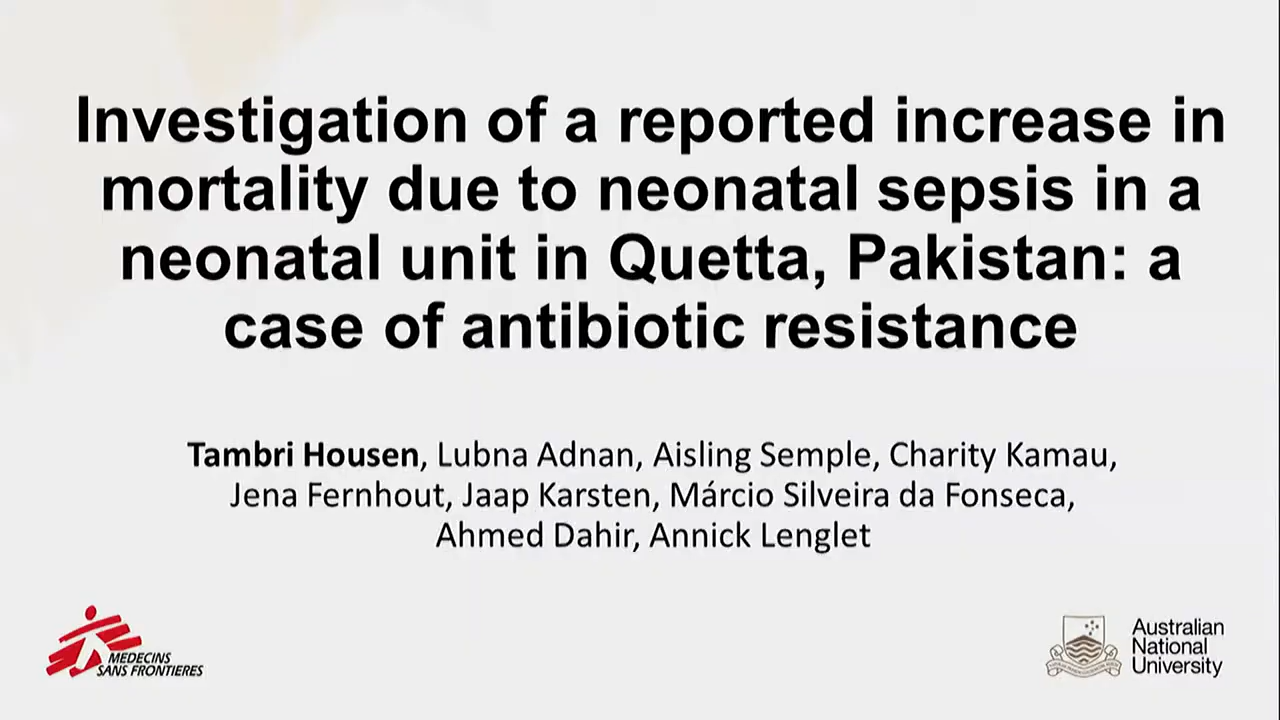 Investigation of a reported increase in
mortality due to neonatal sepsis in a
neonatal unit in Quetta, Pakistan: a
case of antibiotic resistance
Tambri Housen, Lubna Adnan, Aisling Semple, Charity Kamau,
Jena Fernhout, Jaap Karsten, Márcio Silveira da Fonseca,
Ahmed Dahir, Annick Lenglet
MEDECINS
SANS FRONTIERES
Australian
National
University